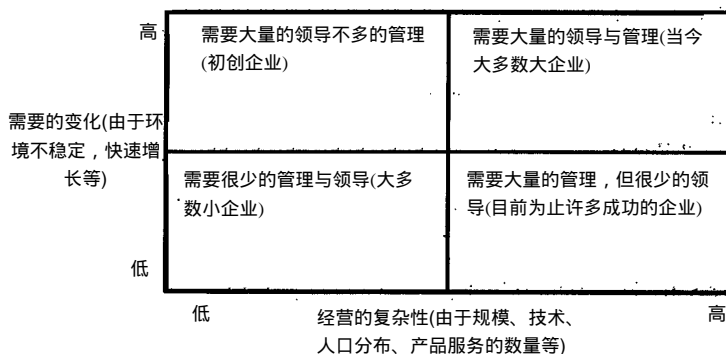 高
需要大量的领导不多的管理
(初创企业)
需要大量的领导与管理(当今
大多数大企业)
需要的变化(由于环
境不稳定，快速增
长等)
需要很少的管理与领导(大多
数小企业)
需要大量的管理，但很少的领
导(目前为止许多成功的企业)
低
低
经营的复杂性(由于规模、技术、
人口分布、产品服务的数量等)
高